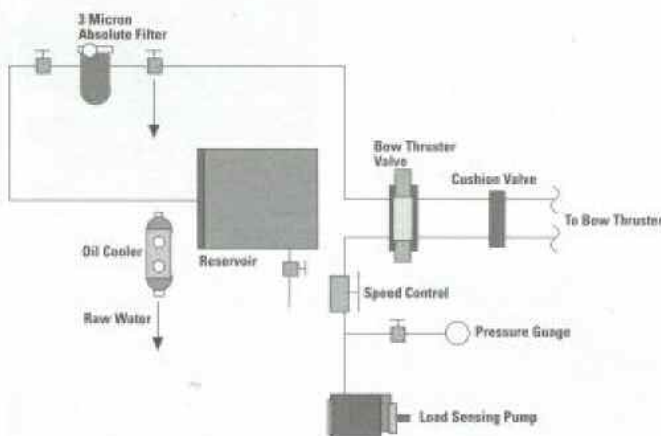 3 Micron
Absolute Filter
Bow Thruster
Valve
Cushion Valve
To Bow Thruster
Oil Cooler
Reservoir
Speed Control
Raw Water
Pressure Guage
Load Sensing Pump